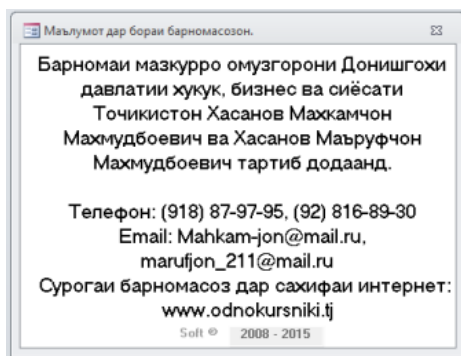 Маълумот дар бораи барномасозон.
Барномаи мазкурро омузгорони Донишгохи
давлатии хукук, бизнес ва сиёсати
Точикистон Хасанов Махкамчон
Махмудбоевич ва Хасанов Маъруфчон
Махмудбоевич тартиб додаанд.
Телефон: (918) 87-97-95, (92) 816-89-30
Email: Mahkam-jon@mail.ru,
marufjon_211@mail.ru
Сурогаи барномасоз дар сахифаи интернет:
www.odnokursniki.tj
Soft © 2008 - 2015